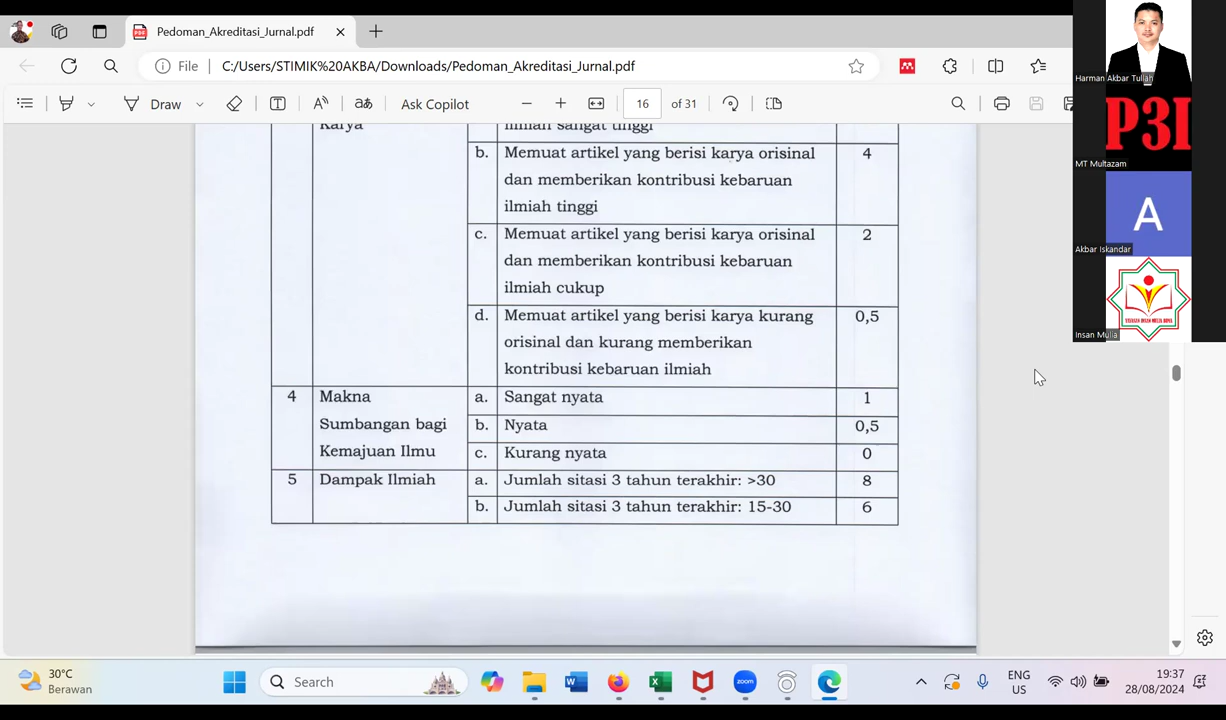 Pedoman_Akreditasi_Jurnal.pdf
File
C:/Users/STIMIK%20AKBA/Downloads/Pedoman_Akreditasi_Jurnal.pdf
Draw
Ask Copilot
16
of 31
Harman Akbar Tullah
P3I
MT Multazam
A
Akbar Iskandar
Insan Mulia
Karya
ilmiah sangat tinggi
b. Memuat artikel yang berisi karya orisinal 4
dan memberikan kontribusi kebaruan
ilmiah tinggi
c. Memuat artikel yang berisi karya orisinal 2
dan memberikan kontribusi kebaruan
ilmiah cukup
d. Memuat artikel yang berisi karya kurang 0,5
orisinal dan kurang memberikan
kontribusi kebaruan ilmiah
4 Makna a. Sangat nyata 1
Sumbangan bagi b. Nyata 0,5
Kemajuan Ilmu c. Kurang nyata 0
5 Dampak Ilmiah a. Jumlah sitasi 3 tahun terakhir: >30 8
b. Jumlah sitasi 3 tahun terakhir: 15-30 6
30°C
Berawan
Search
zoom
ENG
US
19:37
28/08/2024